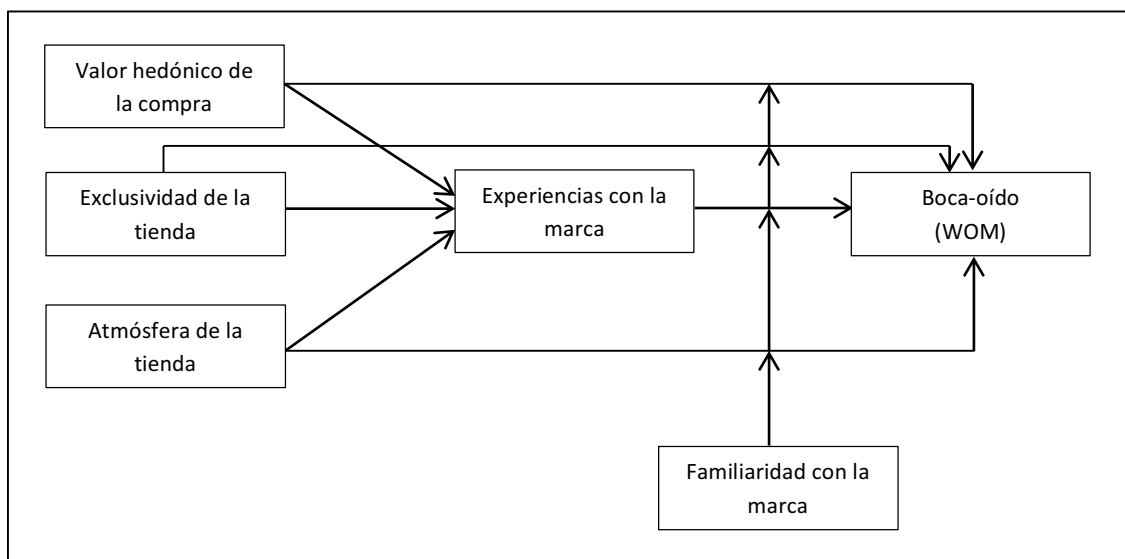 Valor hedónico de
la compra
Exclusividad de la
tienda
Experiencias con la
marca
Boca-oído
(WOM)
Atmósfera de la
tienda
Familiaridad con la
marca